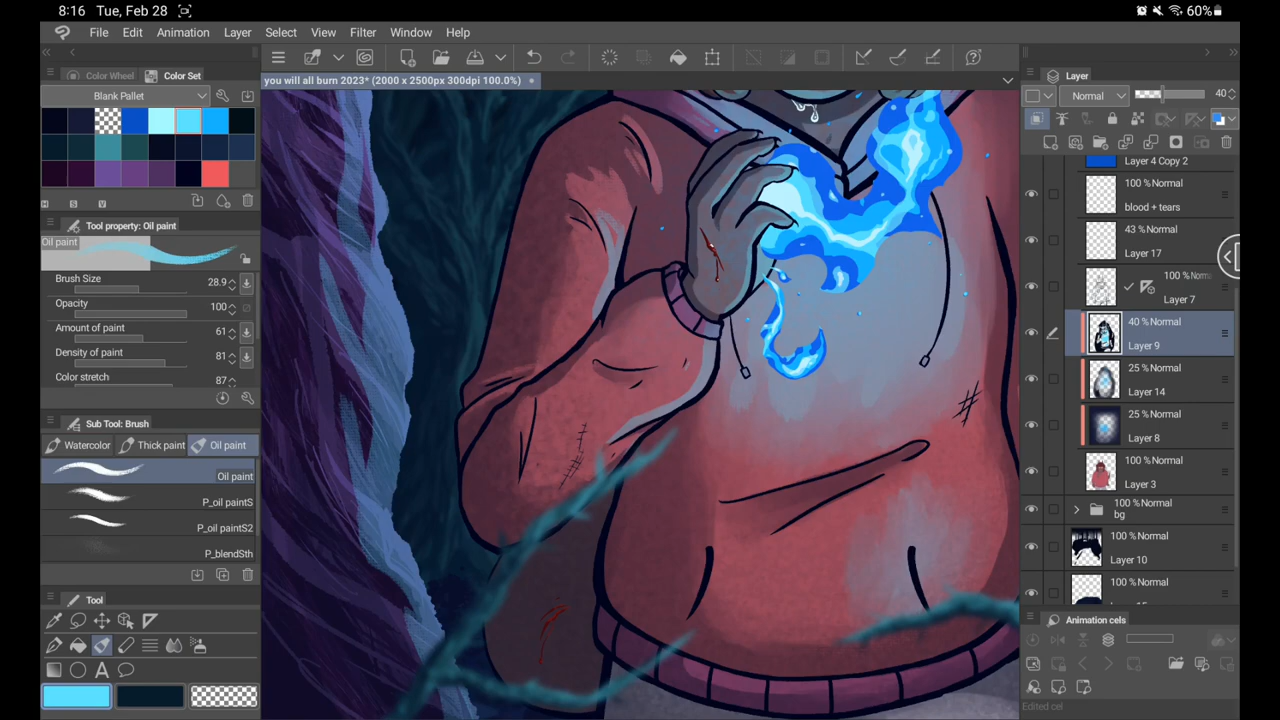 8:16 Tue, Feb 28
60%
File Edit Animation Layer Select View Filter Window Help
Color Wheel Color Set
Blank Pallet
H S V
Tool property: Oil paint
Oil paint
Brush Size 28.9
Opacity 100
Amount of paint 61
Density of paint 81
Color stretch 87
Sub Tool: Brush
Watercolor Thick paint Oil paint
Oil paint
P_oil paintS
P_oil paintS2
P_blendSth
Tool
you will all burn 2023* (2000 x 2500px 300dpi 100.0%)
Layer
Normal 40
Layer 4 Copy 2
100 %Normal
blood + tears
43 %Normal
Layer 17
100 %Norm
Layer 7
40 %Normal
Layer 9
25 %Normal
Layer 14
25 %Normal
Layer 8
100 %Normal
Layer 3
100 %Normal
bg
100 %Normal
Layer 10
100 %Normal
Animation cels
Edited cel